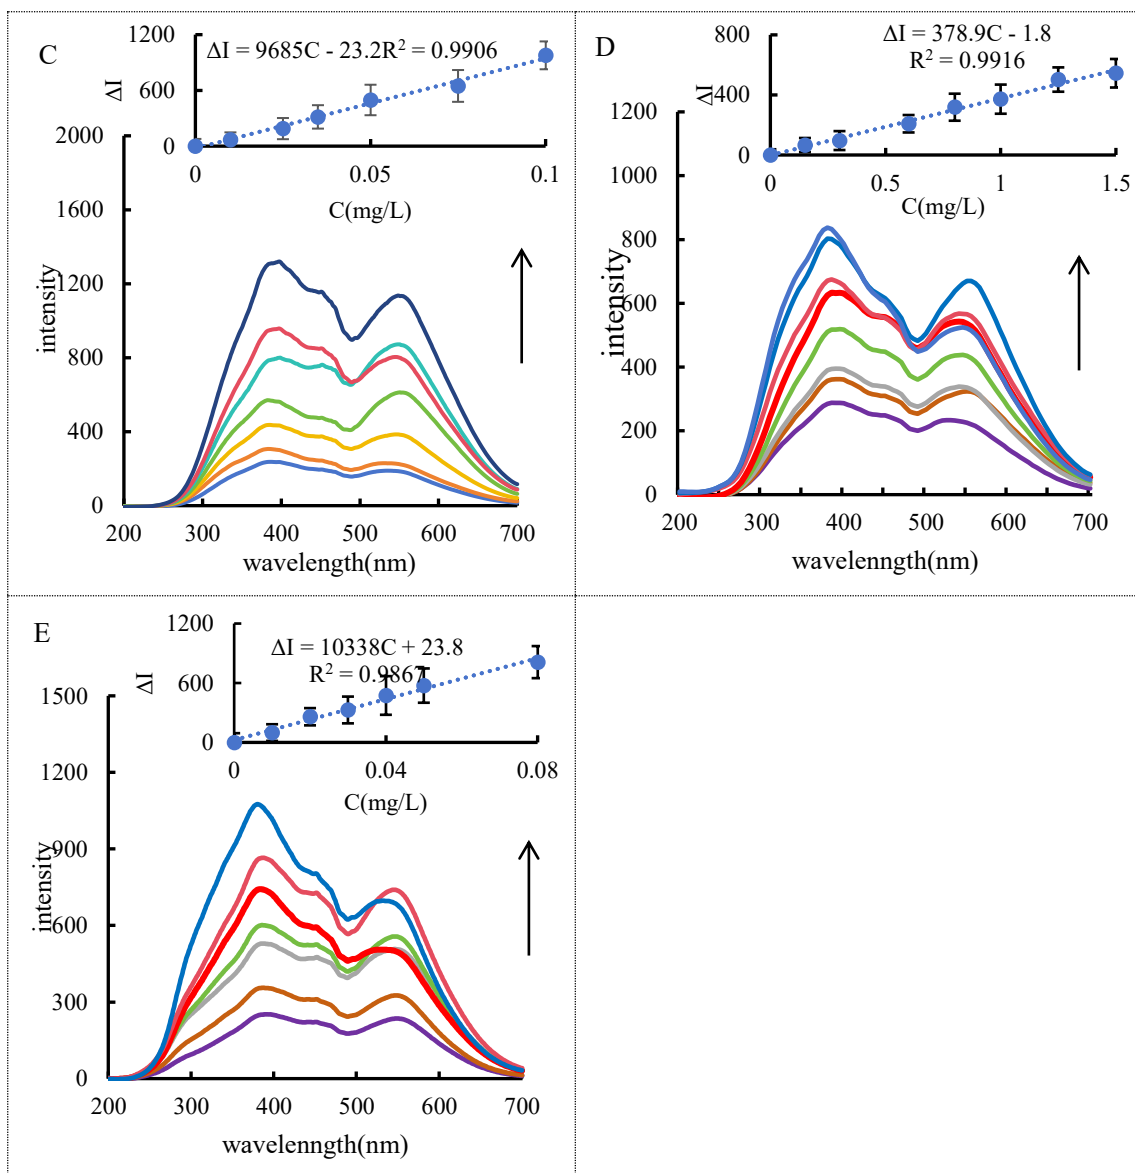 C
ΔI = 9685C - 23.2R² = 0.9906
ΔI
1200
600
0
0
0.05
0.1
C(mg/L)
intensity
2000
1600
1200
800
400
0
200
300
400
500
600
700
wavelength(nm)
D
ΔI = 378.9C - 1.8
R² = 0.9916
ΔI
800
400
0
0
0.5
1
1.5
C(mg/L)
intensity
1200
1000
800
600
400
200
0
200
300
400
500
600
700
wavelenngth(nm)
E
ΔI = 10338C + 23.8
R² = 0.9867
ΔI
1200
600
0
0
0.04
0.08
C(mg/L)
intensity
1500
1200
900
600
300
0
200
300
400
500
600
700
wavelenngth(nm)